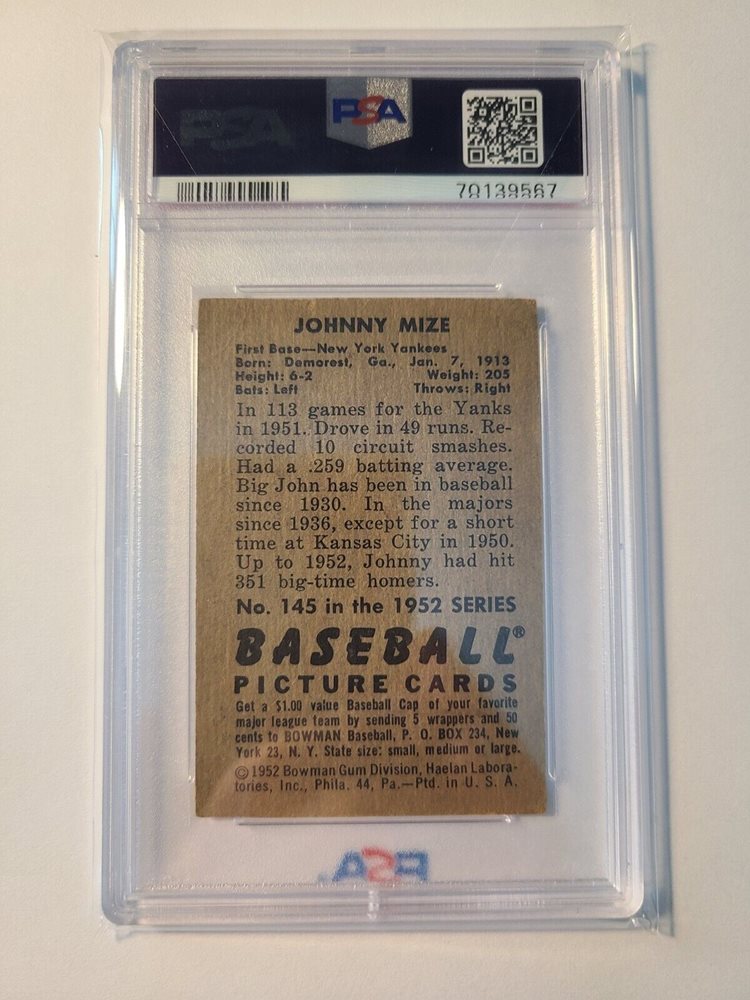 PSA
PSA
70139567
JOHNNY MIZE
First Base—New York Yankees
Born: Demorest, Ga., Jan. 7, 1913
Height: 6-2 Weight: 205
Bats: Left Throws: Right
In 113 games for the Yanks
in 1951. Drove in 49 runs. Re-
corded 10 circuit smashes.
Had a .259 batting average.
Big John has been in baseball
since 1930. In the majors
since 1936, except for a short
time at Kansas City in 1950.
Up to 1952, Johnny had hit
351 big-time homers.
No. 145 in the 1952 SERIES
BASEBALL®
PICTURE CARDS
Get a $1.00 value Baseball Cap of your favorite
major league team by sending 5 wrappers and 50
cents to BOWMAN Baseball, P. O. BOX 234, New
York 23, N. Y. State size: small, medium or large.
©1952 Bowman Gum Division, Haelan Labora-
tories, Inc., Phila. 44, Pa.—Ptd. in U. S. A.
PSA